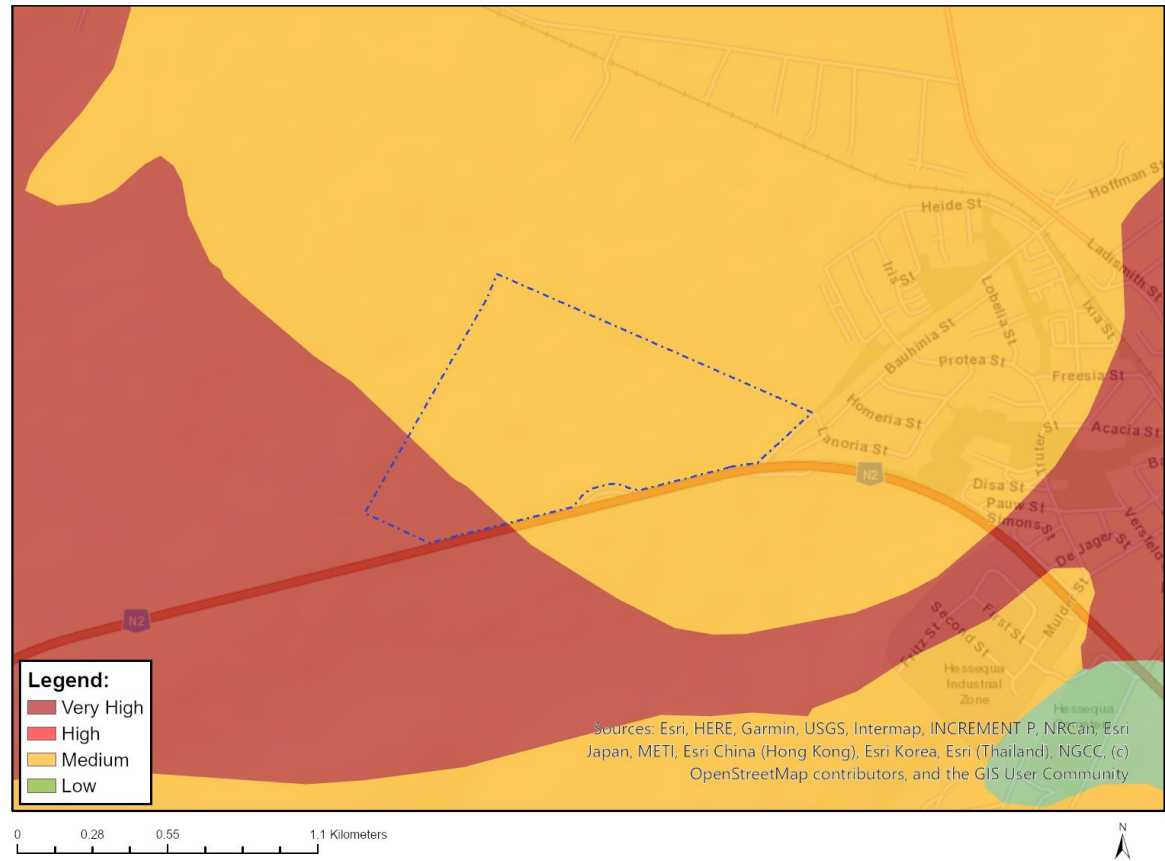 Hoffman St
Heide St
Ladismith St
Iris St
Lobelia St
Ixia St
Bauhinia St
Protea St
Freesia St
Homeria St
Acacia St
Lanoria St
Truter St
N2
Disa St
Pauw St
Simons St
Versfeld
De Jager St
Mulder St
First St
Second St
Fritz St
N2
Hessequa
Industrial
Zone
Hessequa
Legend:
Very High
High
Medium
Low
Sources: Esri, HERE, Garmin, USGS, Intermap, INCREMENT P, NRCan, Esri
Japan, METI, Esri China (Hong Kong), Esri Korea, Esri (Thailand), NGCC, (c)
OpenStreetMap contributors, and the GIS User Community
0 0.28 0.55 1.1 Kilometers
N